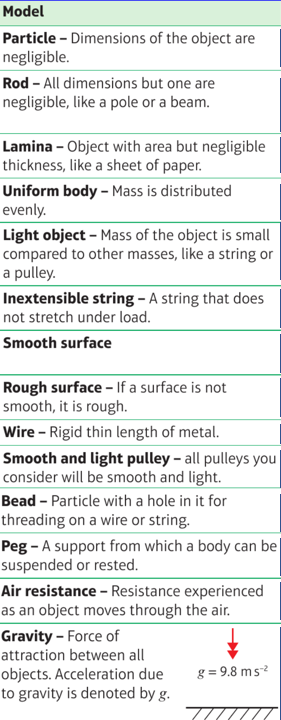 Model
Particle – Dimensions of the object are
negligible.
Rod – All dimensions but one are
negligible, like a pole or a beam.
Lamina – Object with area but negligible
thickness, like a sheet of paper.
Uniform body – Mass is distributed
evenly.
Light object – Mass of the object is small
compared to other masses, like a string or
a pulley.
Inextensible string – A string that does
not stretch under load.
Smooth surface
Rough surface – If a surface is not
smooth, it is rough.
Wire – Rigid thin length of metal.
Smooth and light pulley – all pulleys you
consider will be smooth and light.
Bead – Particle with a hole in it for
threading on a wire or string.
Peg – A support from which a body can be
suspended or rested.
Air resistance – Resistance experienced
as an object moves through the air.
Gravity – Force of
attraction between all
objects. Acceleration due
to gravity is denoted by g.
g = 9.8 m s⁻²